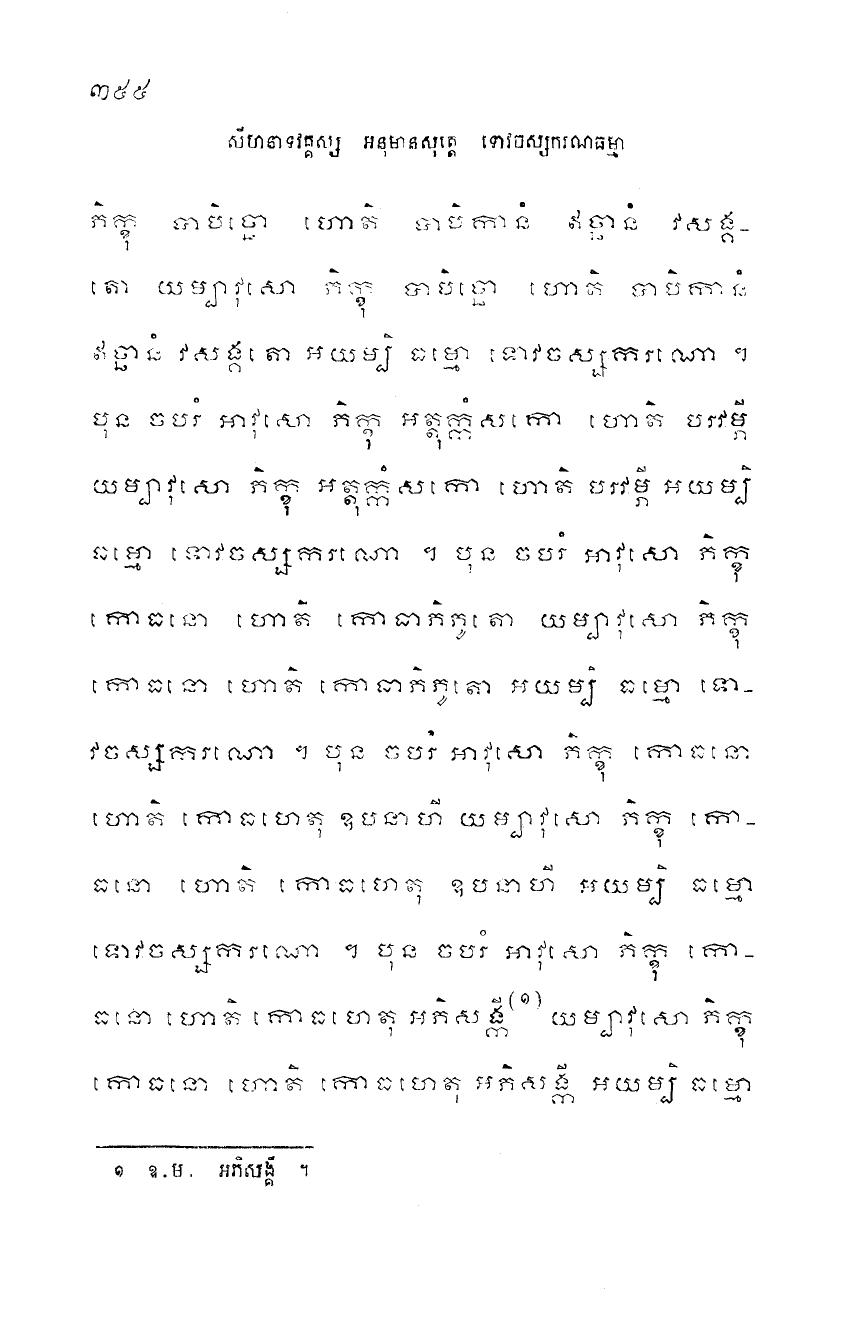 ៣៥៥
សីហនាទវគ្គស្ស អនុមានសុត្តេ ទោវចស្សករណធម្មា
ភិក្ខុ បាបិច្ឆោ ហោតិ បាបិកានំ ឥច្ឆានំ វសង្គ-
តោ យម្បាវុសោ ភិក្ខុ បាបិច្ឆោ ហោតិ បាបិកានំ
ឥច្ឆានំ វសង្គតោ អយម្បិ ធម្មោ ទោវចស្សករណោ ។
បុន ចបរំ អាវុសោ ភិក្ខុ អត្តុក្កំសកោ ហោតិ បរវម្ភី
យម្បាវុសោ ភិក្ខុ អត្តុក្កំសកោ ហោតិ បរវម្ភី អយម្បិ
ធម្មោ ទោវចស្សករណោ ។ បុន ចបរំ អាវុសោ ភិក្ខុ
កោធនោ ហោតិ កោធាភិភូតោ យម្បាវុសោ ភិក្ខុ
កោធនោ ហោតិ កោធាភិភូតោ អយម្បិ ធម្មោ ទោ-
វចស្សករណោ ។ បុន ចបរំ អាវុសោ ភិក្ខុ កោធនោ
ហោតិ កោធហេតុ ឧបនាហី យម្បាវុសោ ភិក្ខុ កោ-
ធនោ ហោតិ កោធហេតុ ឧបនាហី អយម្បិ ធម្មោ
ទោវចស្សករណោ ។ បុន ចបរំ អាវុសោ ភិក្ខុ កោ-
ធនោ ហោតិ កោធហេតុ អភិសង្គី(១) យម្បាវុសោ ភិក្ខុ
កោធនោ ហោតិ កោធហេតុ អភិសង្គី អយម្បិ ធម្មោ
១ ឧ.ម. អភិសង្គី ។